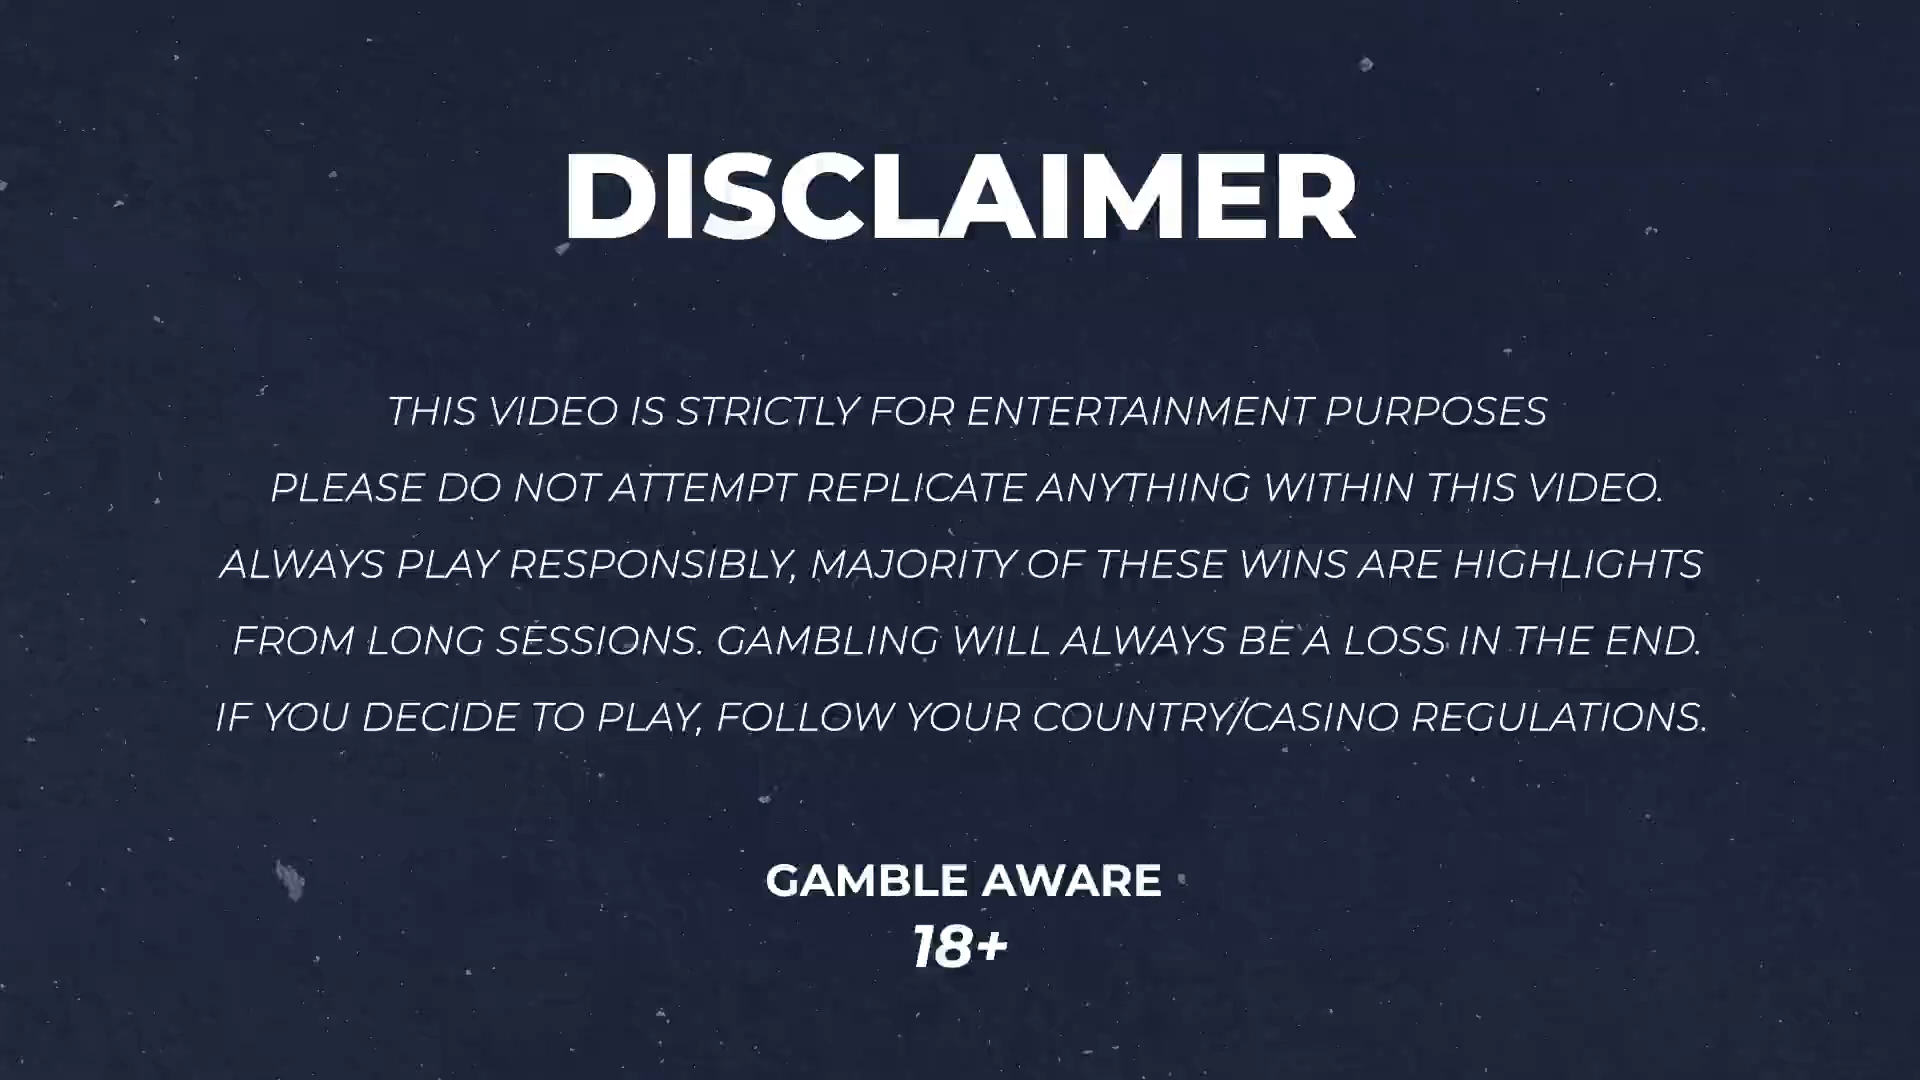 DISCLAIMER
THIS VIDEO IS STRICTLY FOR ENTERTAINMENT PURPOSES
PLEASE DO NOT ATTEMPT REPLICATE ANYTHING WITHIN THIS VIDEO.
ALWAYS PLAY RESPONSIBLY, MAJORITY OF THESE WINS ARE HIGHLIGHTS
FROM LONG SESSIONS. GAMBLING WILL ALWAYS BE A LOSS IN THE END.
IF YOU DECIDE TO PLAY, FOLLOW YOUR COUNTRY/CASINO REGULATIONS.
GAMBLE AWARE
18+